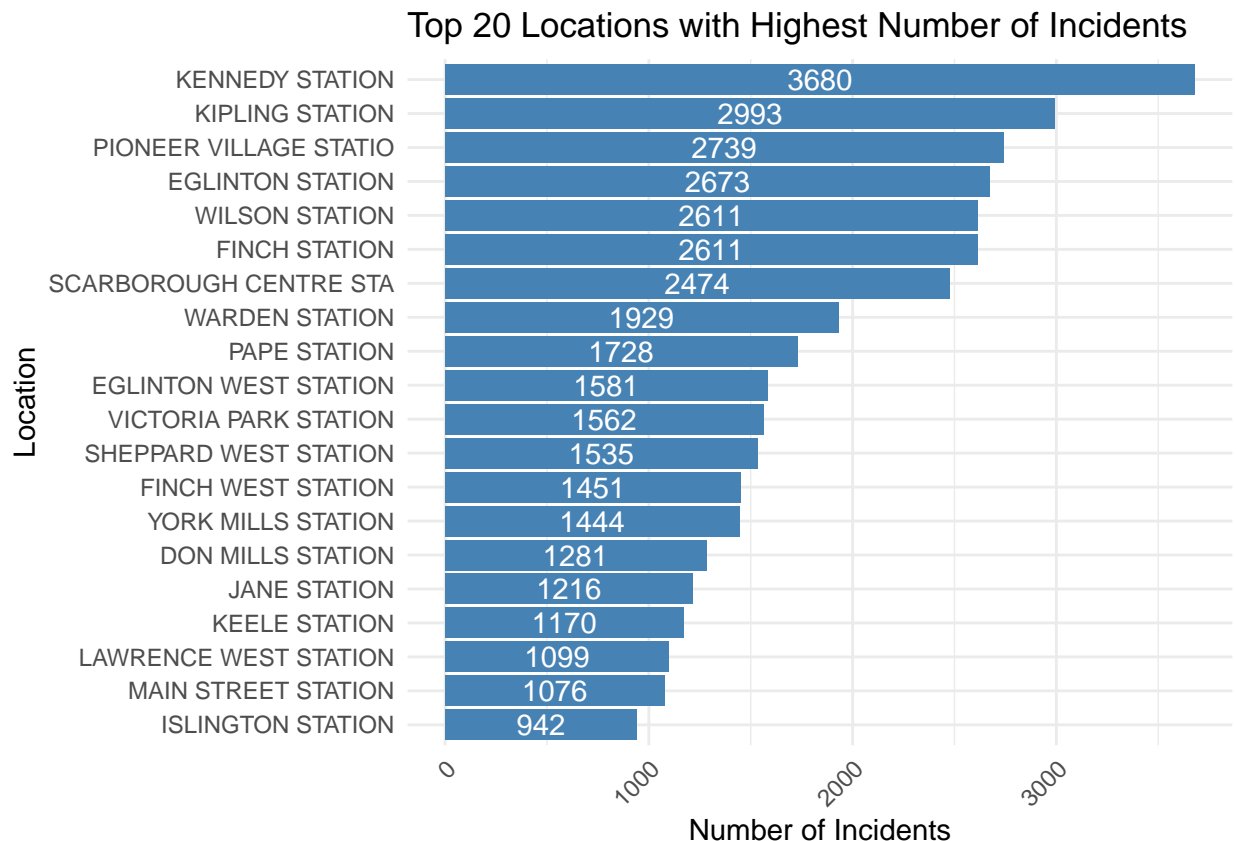 Top 20 Locations with Highest Number of Incidents
KENNEDY STATION 3680
KIPLING STATION 2993
PIONEER VILLAGE STATIO 2739
EGLINTON STATION 2673
WILSON STATION 2611
FINCH STATION 2611
SCARBOROUGH CENTRE STA 2474
WARDEN STATION 1929
PAPE STATION 1728
EGLINTON WEST STATION 1581
VICTORIA PARK STATION 1562
SHEPPARD WEST STATION 1535
FINCH WEST STATION 1451
YORK MILLS STATION 1444
DON MILLS STATION 1281
JANE STATION 1216
KEELE STATION 1170
LAWRENCE WEST STATION 1099
MAIN STREET STATION 1076
ISLINGTON STATION 942
Location
0 1000 2000 3000
Number of Incidents